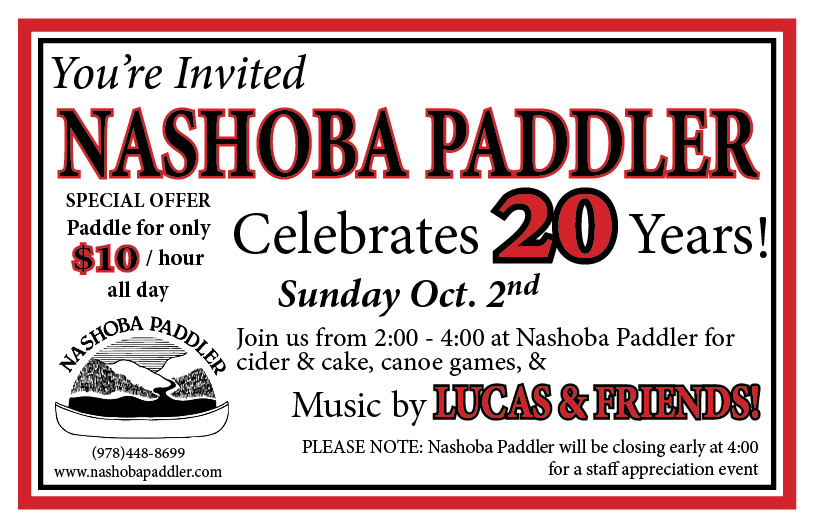 You're Invited
NASHOBA PADDLER
SPECIAL OFFER
Paddle for only
$10 / hour
all day
Celebrates 20 Years!
Sunday Oct. 2nd
Join us from 2:00 - 4:00 at Nashoba Paddler for
cider & cake, canoe games, &
Music by LUCAS & FRIENDS!
NASHOBA PADDLER
(978)448-8699
www.nashobapaddler.com
PLEASE NOTE: Nashoba Paddler will be closing early at 4:00
for a staff appreciation event